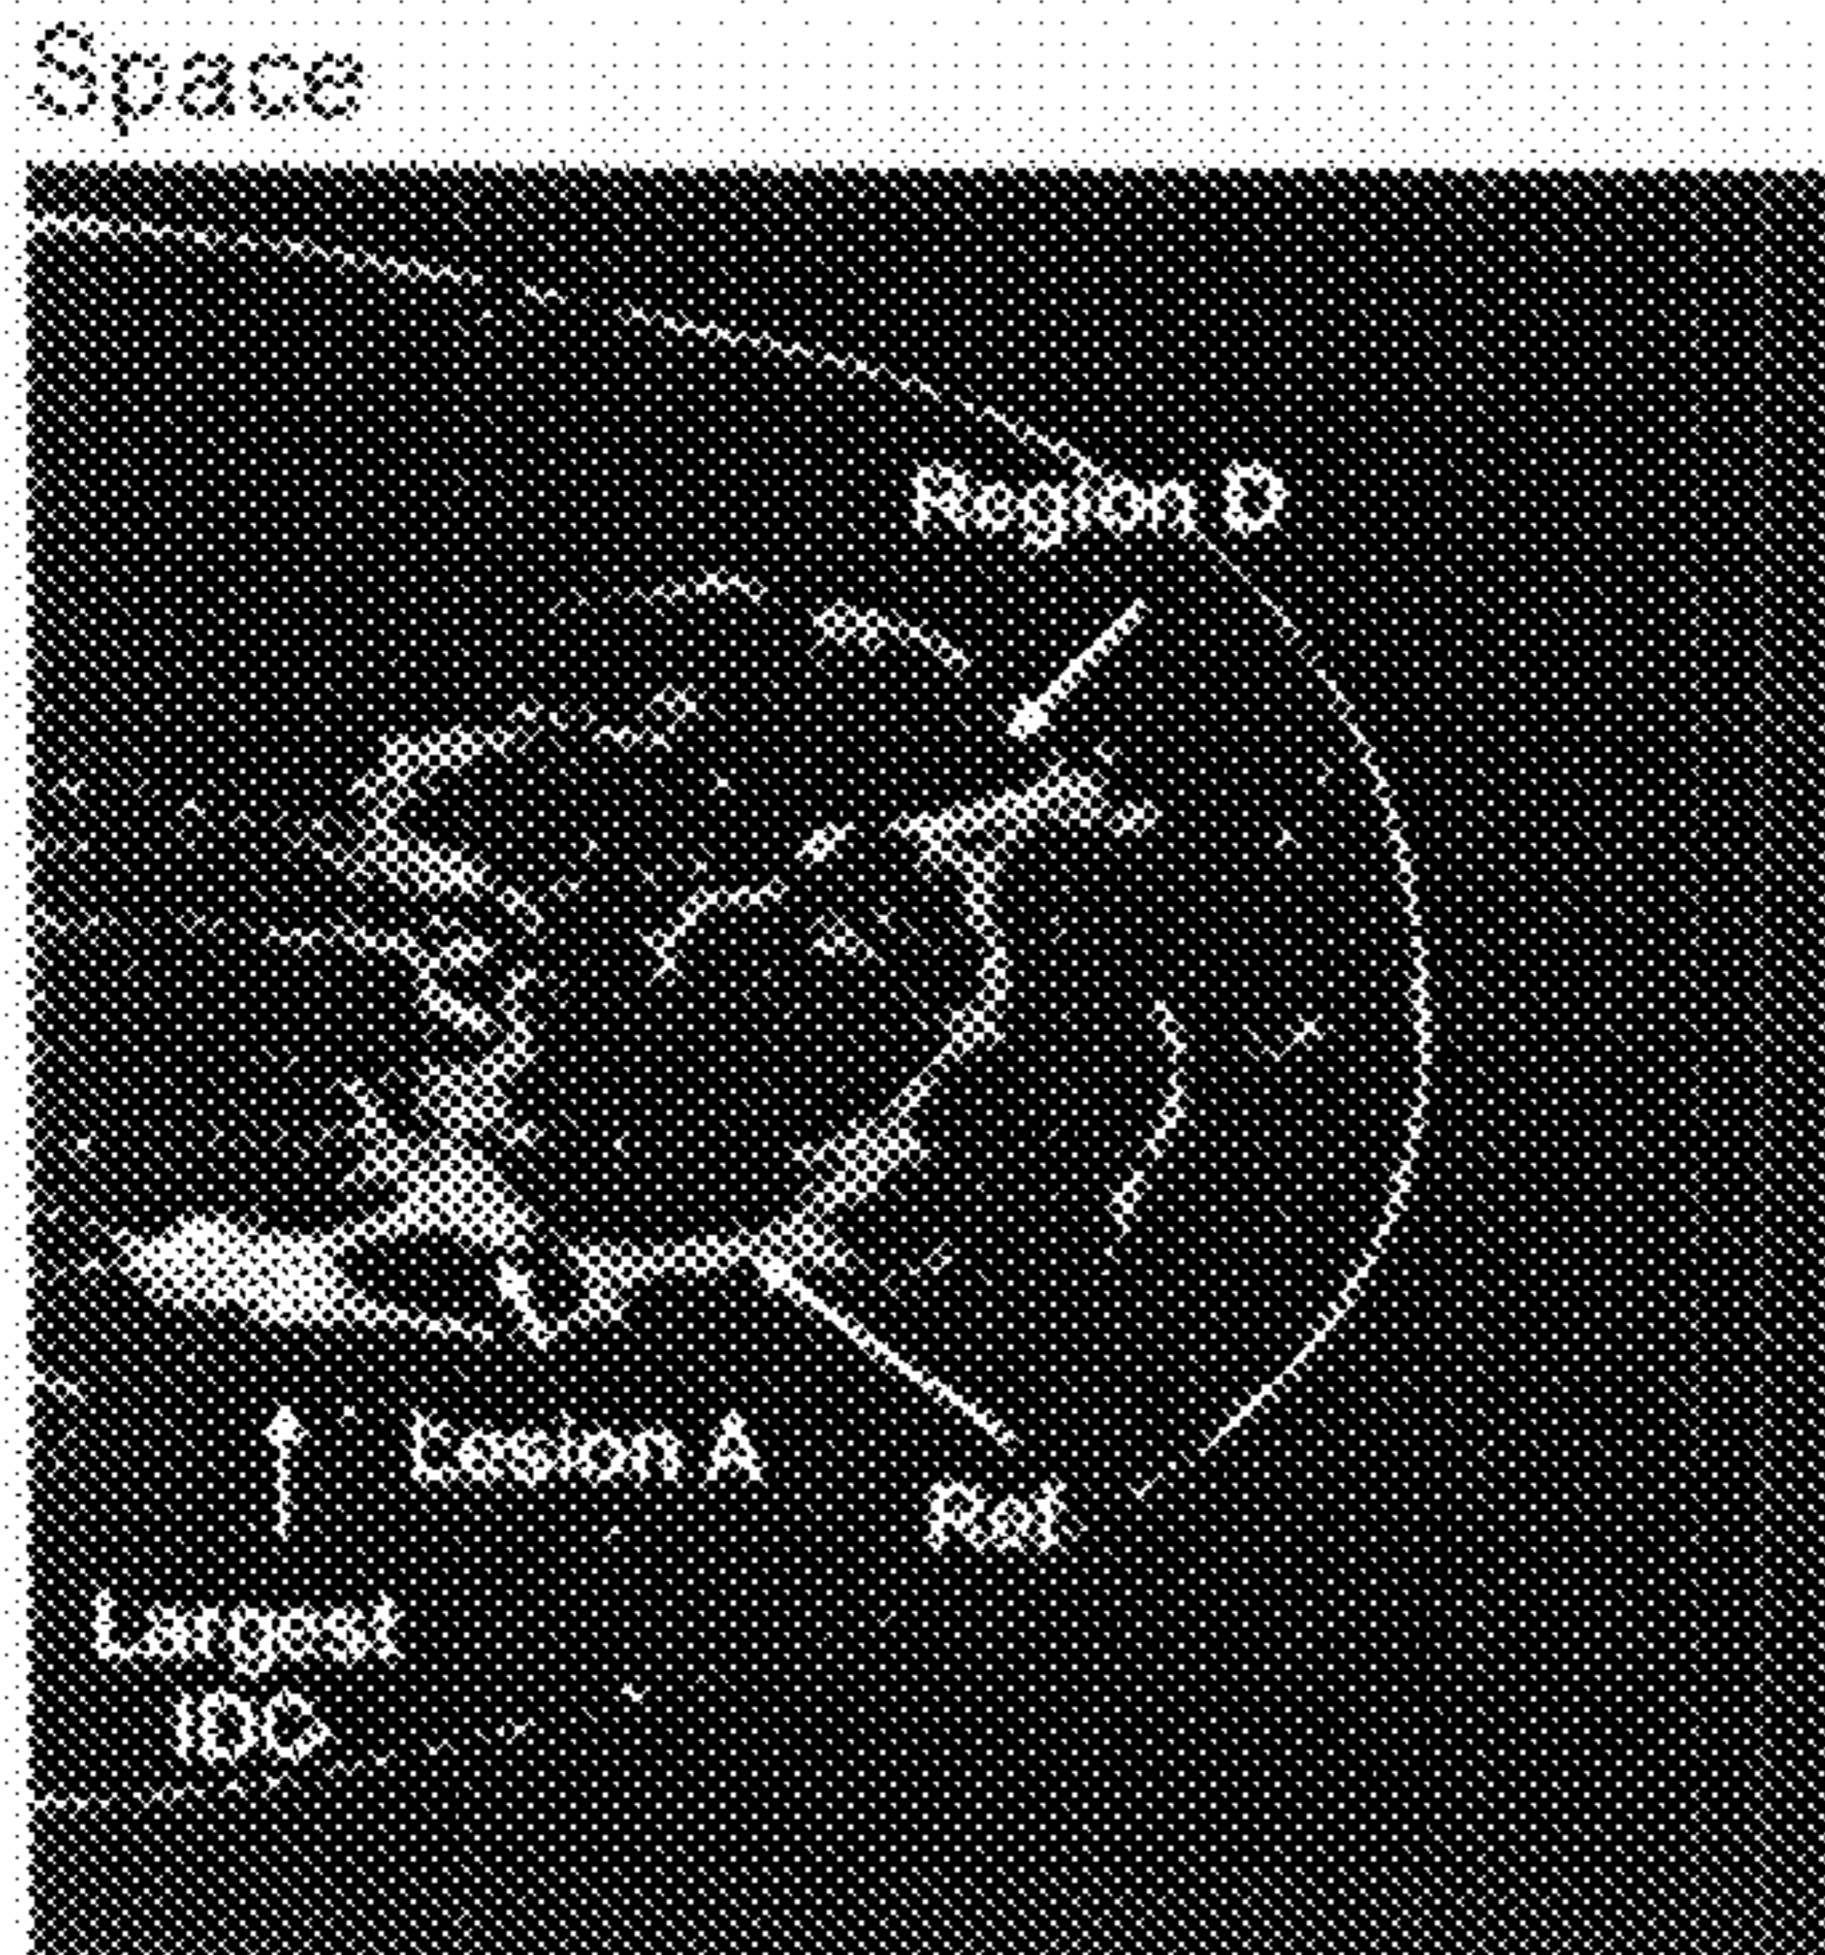 Space
Region D
Lesion A
Ref
Largest
IDC